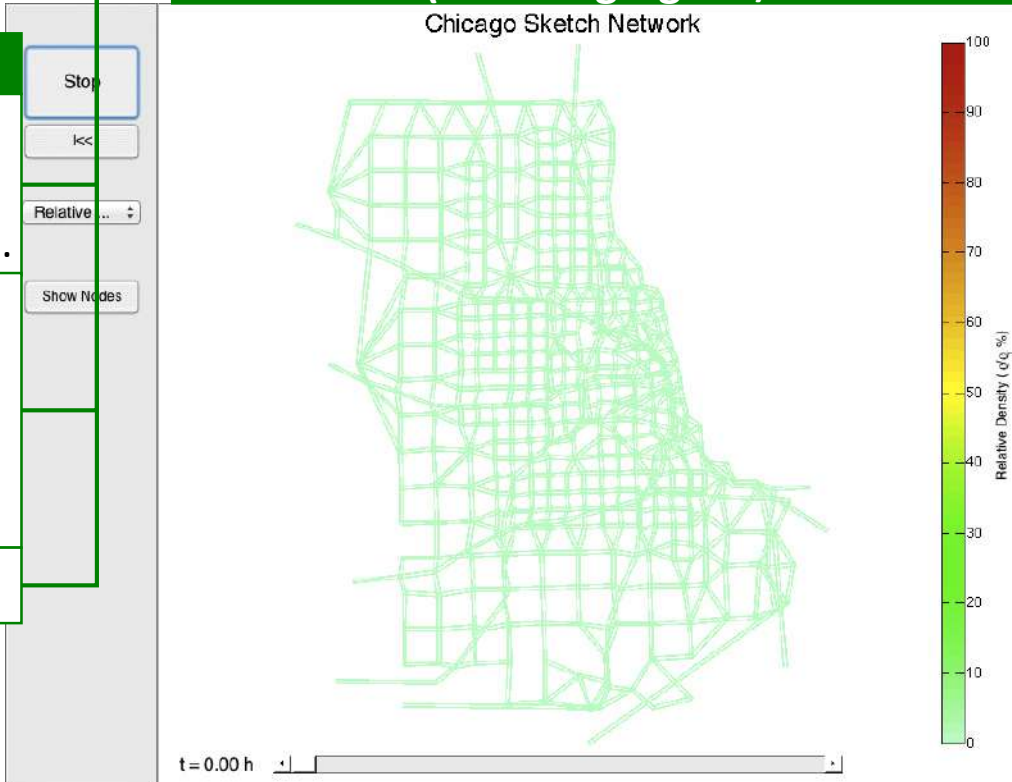 Chicago Sketch Network
Stop
|<<
Relative ...
Show Nodes
100
90
80
70
60
50
40
30
20
10
0
Relative Density (
%)
t = 0.00 h